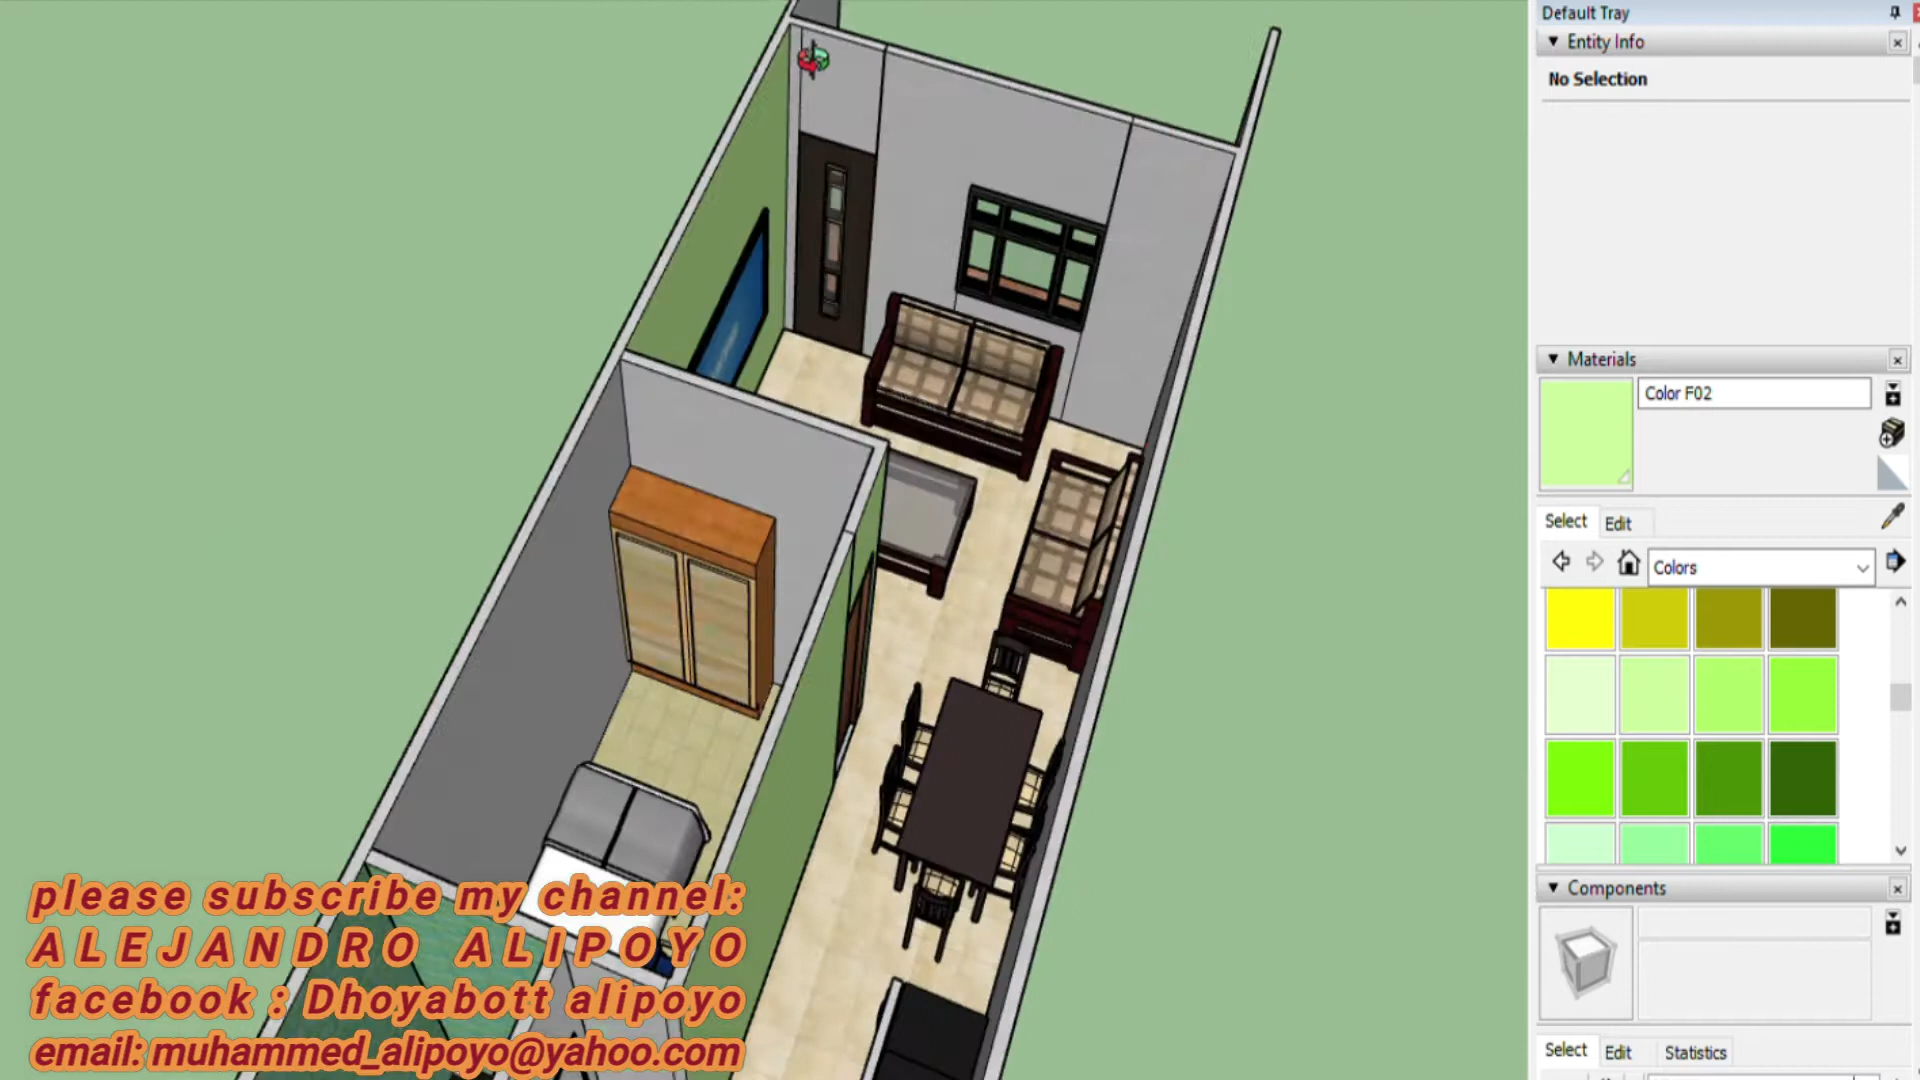 Default Tray
Entity Info
No Selection
Materials
Color F02
Select Edit
Colors
Components
Select Edit Statistics
please subscribe my channel:
ALEJANDRO ALIPOYO
facebook : Dhoyabott alipoyo
email: muhammed_alipoyo@yahoo.com